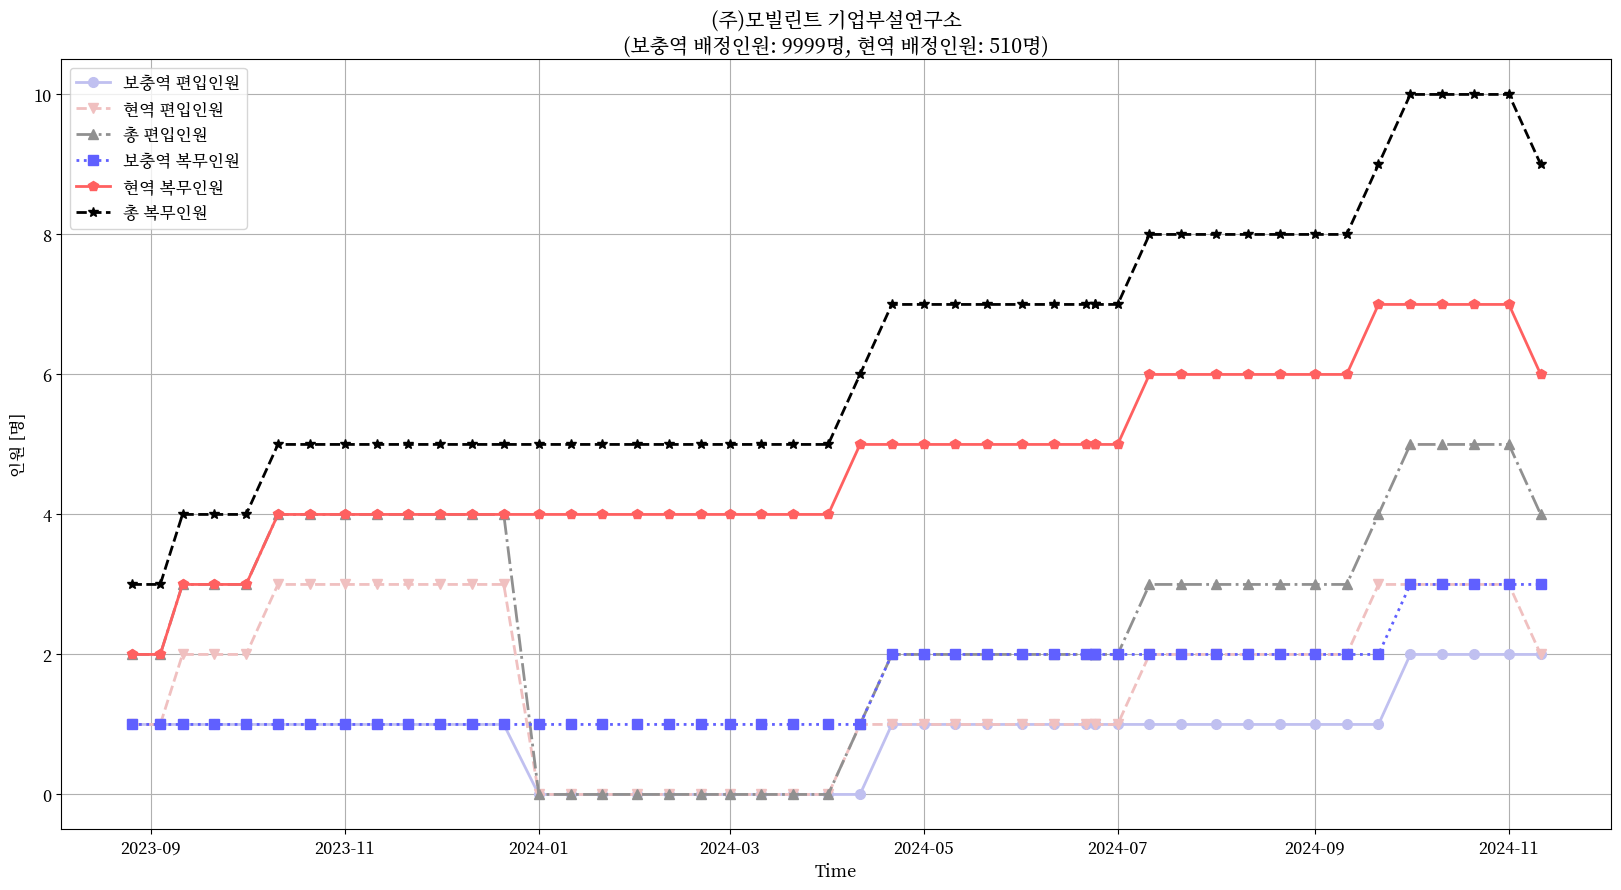 (주)모빌린트 기업부설연구소
(보충역 배정인원: 9999명, 현역 배정인원: 510명)
보충역 편입인원
현역 편입인원
총 편입인원
보충역 복무인원
현역 복무인원
총 복무인원
인원 [명]
10
8
6
4
2
0
2023-09
2023-11
2024-01
2024-03
2024-05
2024-07
2024-09
2024-11
Time